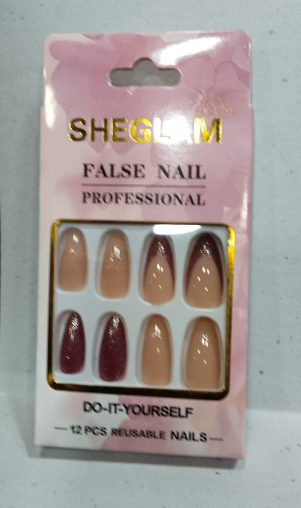 SHEGLAM
FALSE NAIL
PROFESSIONAL
DO-IT-YOURSELF
— 12 PCS REUSABLE NAILS —